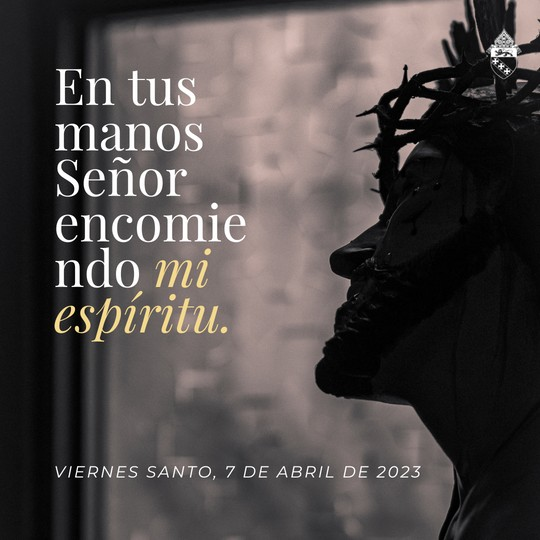 En tus
manos
Señor
encomie
ndo mi
espíritu.
VIERNES SANTO, 7 DE ABRIL DE 2023